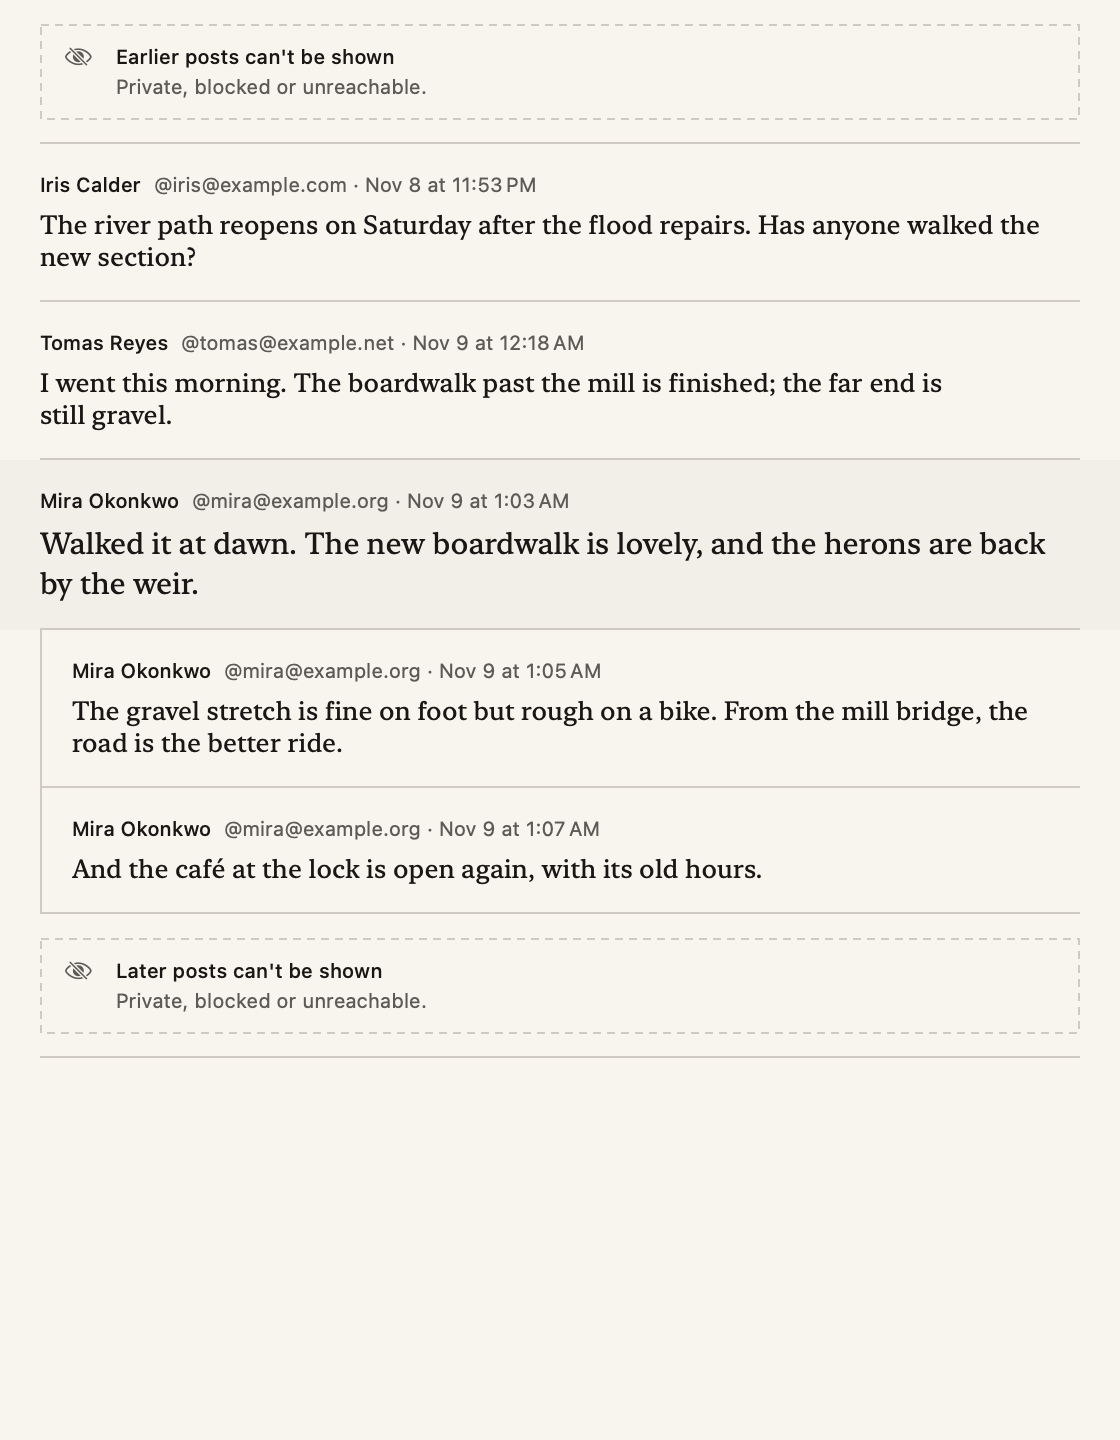 Earlier posts can't be shown
Private, blocked or unreachable.
Iris Calder @iris@example.com · Nov 8 at 11:53 PM
The river path reopens on Saturday after the flood repairs. Has anyone walked the
new section?
Tomas Reyes @tomas@example.net · Nov 9 at 12:18 AM
I went this morning. The boardwalk past the mill is finished; the far end is
still gravel.
Mira Okonkwo @mira@example.org · Nov 9 at 1:03 AM
Walked it at dawn. The new boardwalk is lovely, and the herons are back
by the weir.
Mira Okonkwo @mira@example.org · Nov 9 at 1:05 AM
The gravel stretch is fine on foot but rough on a bike. From the mill bridge, the
road is the better ride.
Mira Okonkwo @mira@example.org · Nov 9 at 1:07 AM
And the café at the lock is open again, with its old hours.
Later posts can't be shown
Private, blocked or unreachable.